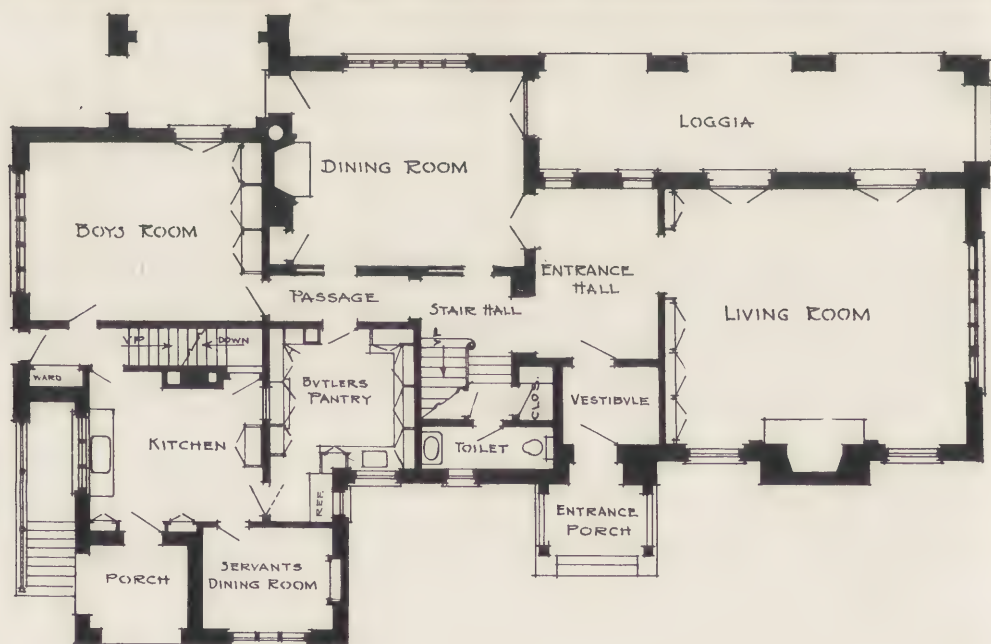 LOGGIA
DINING ROOM
BOYS ROOM
ENTRANCE
HALL
PASSAGE
STAIR HALL
LIVING ROOM
UP
DOWN
WARD
BVTLERS
PANTRY
CLOS.
VESTIBVLE
KITCHEN
TOILET
REF.
ENTRANCE
PORCH
SERVANTS
DINING ROOM
PORCH